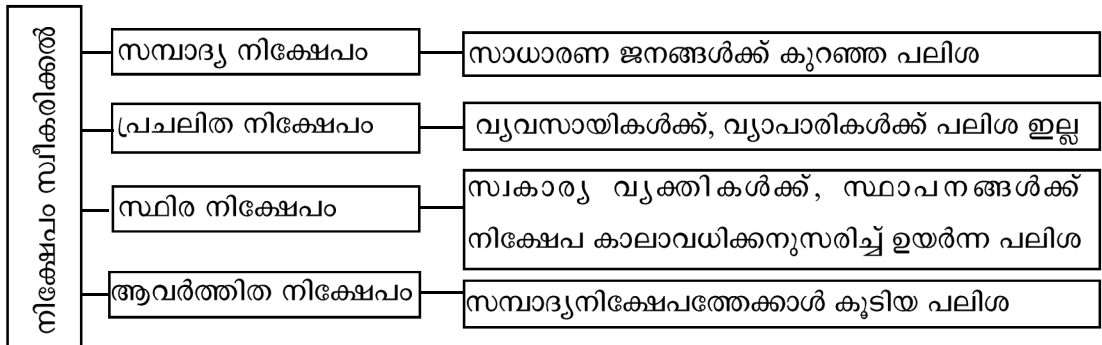 നിക്ഷേപം സ്വീകരിക്കൽ
സമ്പാദ്യ നിക്ഷേപം
സാധാരണ ജനങ്ങൾക്ക് കുറഞ്ഞ പലിശ
പ്രചലിത നിക്ഷേപം
വ്യവസായികൾക്ക്, വ്യാപാരികൾക്ക് പലിശ ഇല്ല
സ്ഥിര നിക്ഷേപം
സ്വകാര്യ വ്യക്തികൾക്ക്, സ്ഥാപനങ്ങൾക്ക്
നിക്ഷേപ കാലാവധിക്കനുസരിച്ച് ഉയർന്ന പലിശ
ആവർത്തിത നിക്ഷേപം
സമ്പാദ്യനിക്ഷേപത്തേക്കാൾ കൂടിയ പലിശ